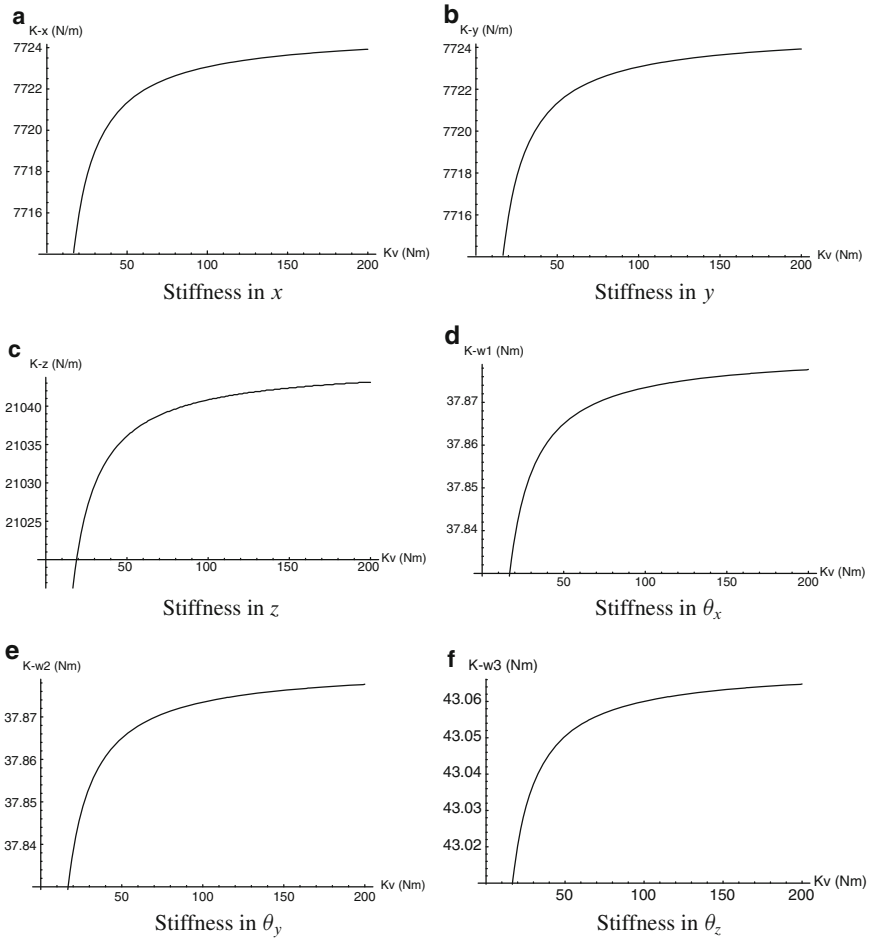 a
K-x (N/m)
7724
7722
7720
7718
7716
50 100 150 200
Kv (Nm)
Stiffness in x
b
K-y (N/m)
7724
7722
7720
7718
7716
50 100 150 200
Kv (Nm)
Stiffness in y
c
K-z (N/m)
21040
21035
21030
21025
50 100 150 200
Kv (Nm)
Stiffness in z
d
K-w1 (Nm)
37.87
37.86
37.85
37.84
50 100 150 200
Kv (Nm)
Stiffness in θx
e
K-w2 (Nm)
37.87
37.86
37.85
37.84
50 100 150 200
Kv (Nm)
Stiffness in θy
f
K-w3 (Nm)
43.06
43.05
43.04
43.03
43.02
50 100 150 200
Kv (Nm)
Stiffness in θz